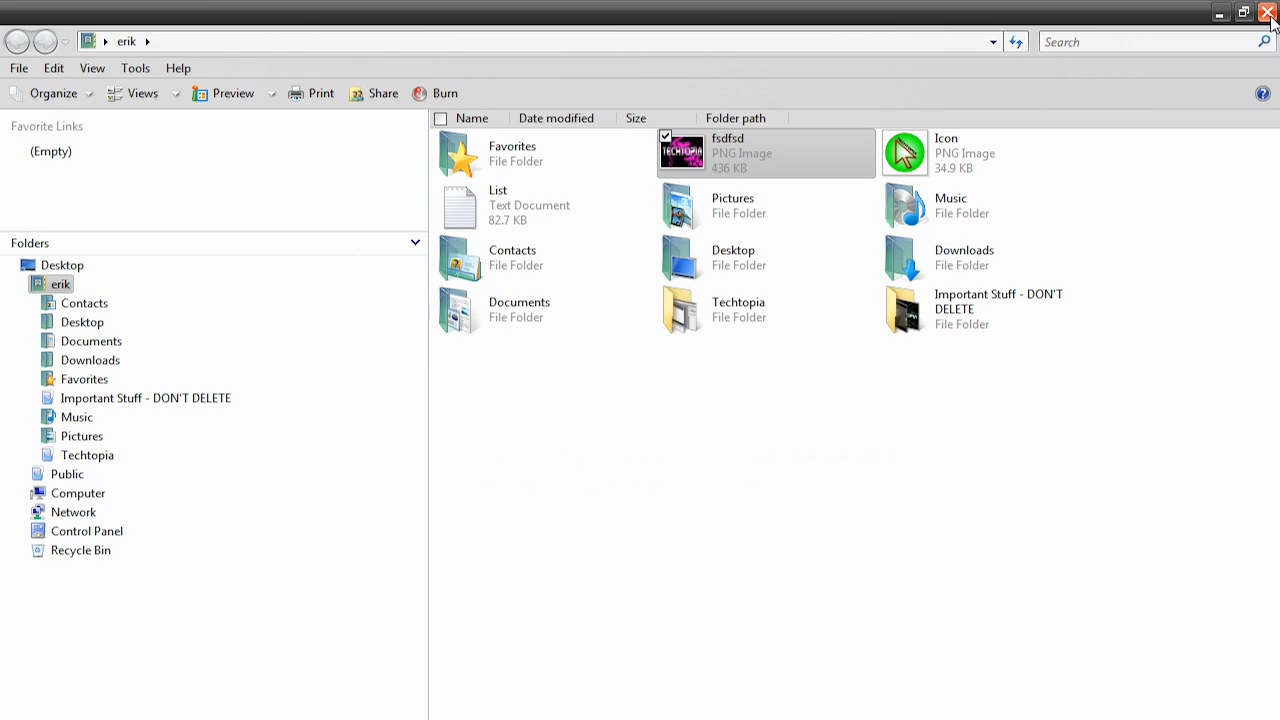 erik
Search
File Edit View Tools Help
Organize Views Preview Print Share Burn
Favorite Links
(Empty)
Folders
Desktop
erik
Contacts
Desktop
Documents
Downloads
Favorites
Important Stuff - DON'T DELETE
Music
Pictures
Techtopia
Public
Computer
Network
Control Panel
Recycle Bin
Name Date modified Size Folder path
Favorites
File Folder
TECHTOPIA
fsdfsd
PNG Image
436 KB
Icon
PNG Image
34.9 KB
List
Text Document
82.7 KB
Pictures
File Folder
Music
File Folder
Contacts
File Folder
Desktop
File Folder
Downloads
File Folder
Documents
File Folder
Techtopia
File Folder
Important Stuff - DON'T
DELETE
File Folder